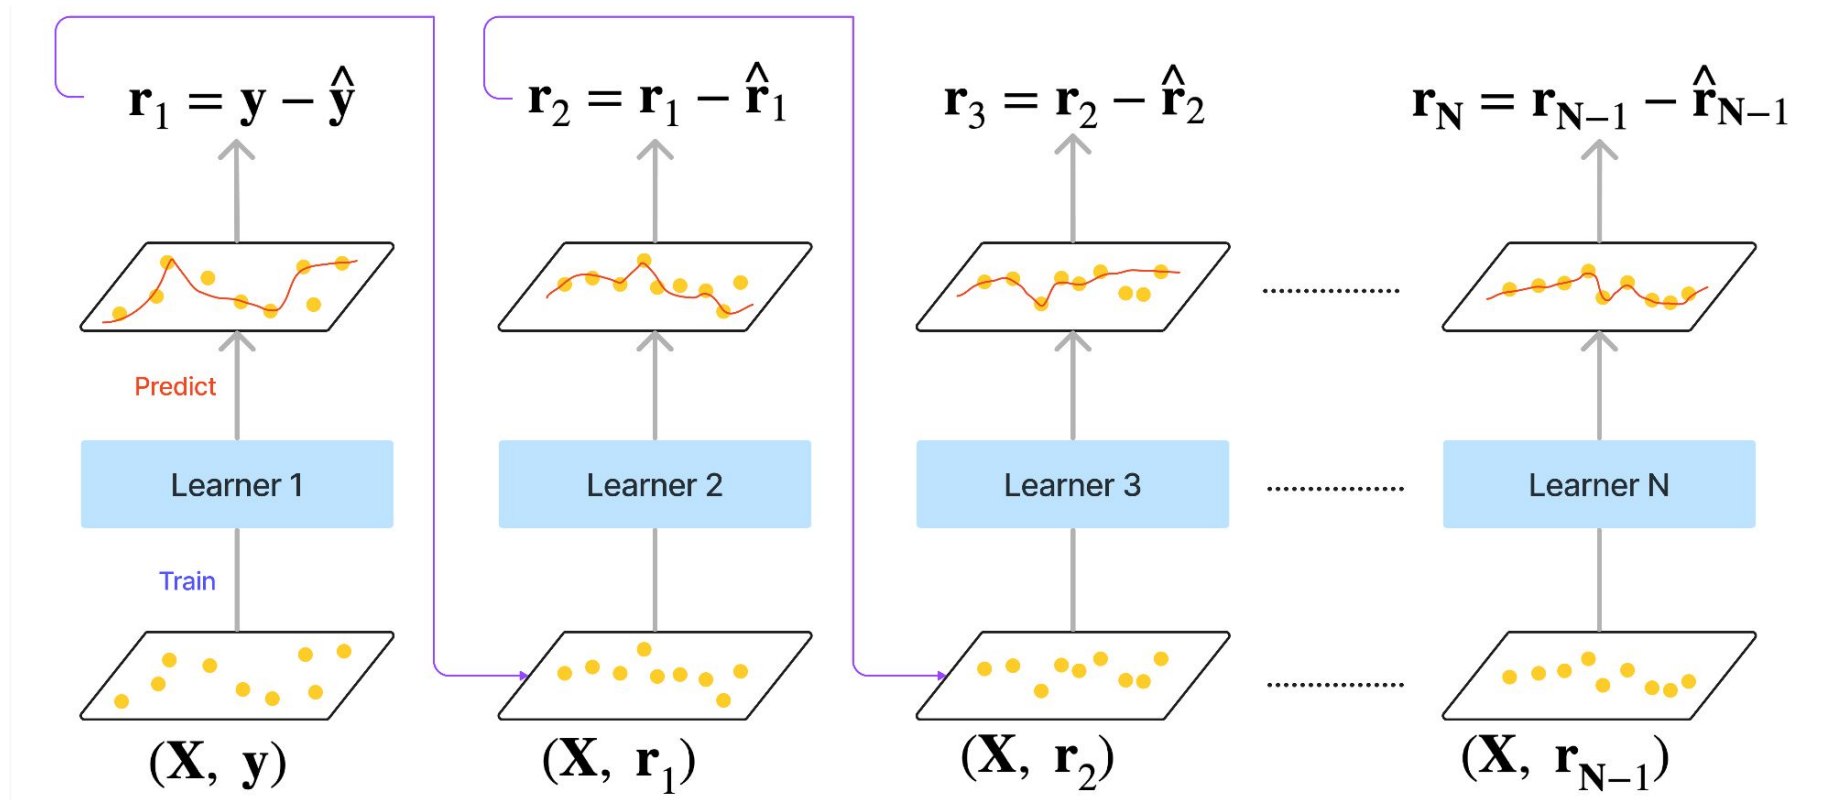 r₁ = y − ŷ
r₂ = r₁ − r̂₁
r₃ = r₂ − r̂₂
r_N = r_{N−1} − r̂_{N−1}
Predict
Learner 1
Learner 2
Learner 3
Learner N
Train
(X, y)
(X, r₁)
(X, r₂)
(X, r_{N−1})